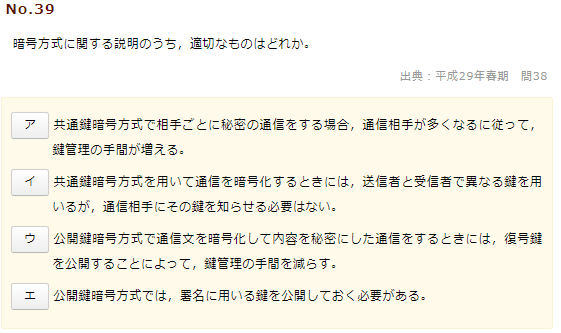 No.39
暗号方式に関する説明のうち，適切なものはどれか。
出典：平成29年春期　問38
ア 共通鍵暗号方式で相手ごとに秘密の通信をする場合，通信相手が多くなるに従って，
鍵管理の手間が増える。
イ 共通鍵暗号方式を用いて通信を暗号化するときには，送信者と受信者で異なる鍵を用
いるが，通信相手にその鍵を知らせる必要はない。
ウ 公開鍵暗号方式で通信文を暗号化して内容を秘密にした通信をするときには，復号鍵
を公開することによって，鍵管理の手間を減らす。
エ 公開鍵暗号方式では，署名に用いる鍵を公開しておく必要がある。